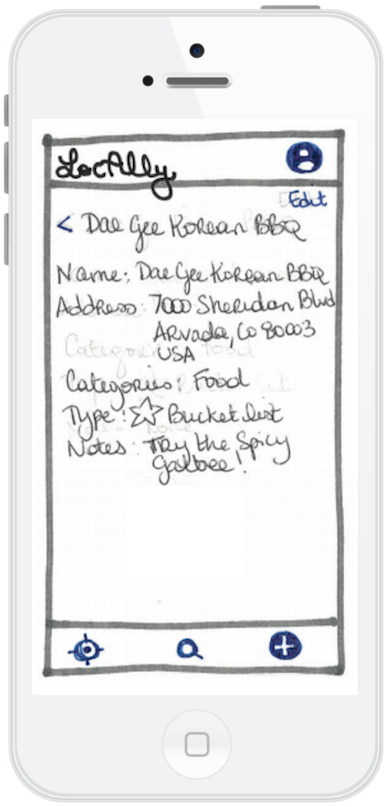 LocAlly
Edit
< Dae Gee Korean BBQ
Name: Dae Gee Korean BBQ
Address: 7000 Sheridan Blvd
Arvada, Co 80003
USA
Categories: Food
Type: ☆ Bucket list
Notes: Try the Spicy
Galbee!